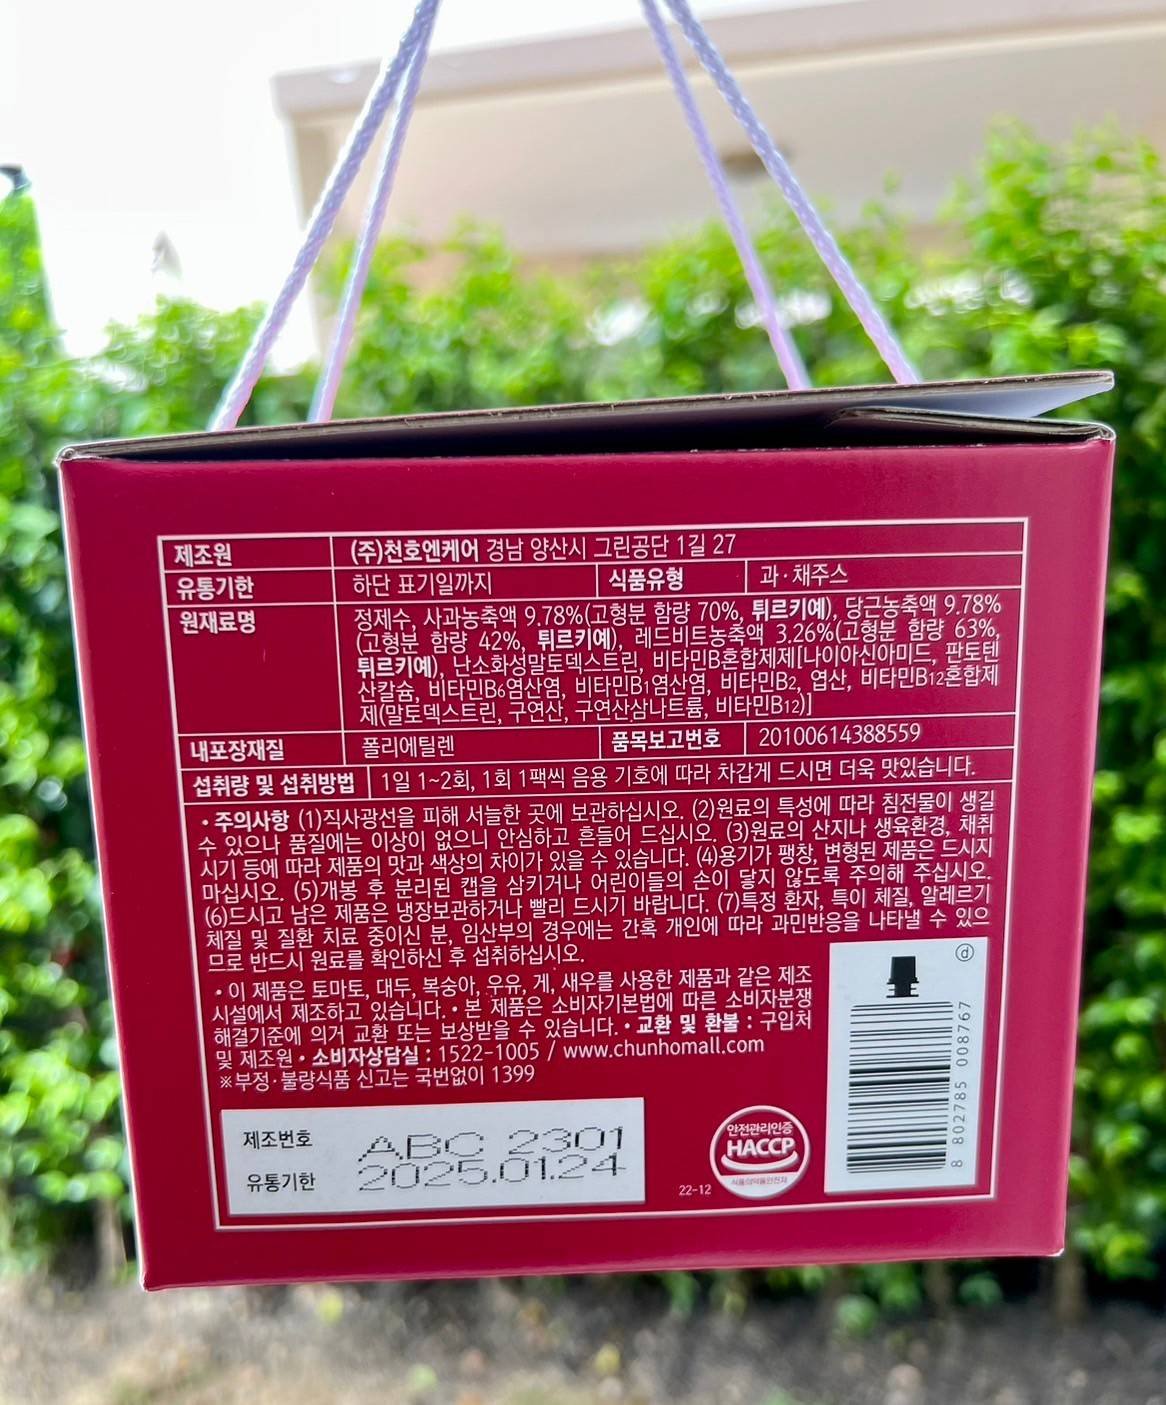 제조원 (주)천호엔케어 경남 양산시 그린공단 1길 27
유통기한 하단 표기일까지 식품유형 과·채주스
원재료명 정제수, 사과농축액 9.78%(고형분 함량 70%, 튀르키예), 당근농축액 9.78%
(고형분 함량 42%, 튀르키예), 레드비트농축액 3.26%(고형분 함량 63%,
튀르키예), 난소화성말토덱스트린, 비타민B혼합제제[나이아신아미드, 판토텐
산칼슘, 비타민B6염산염, 비타민B1염산염, 비타민B2, 엽산, 비타민B12혼합제
제(말토덱스트린, 구연산, 구연산삼나트륨, 비타민B12)]
내포장재질 폴리에틸렌 품목보고번호 20100614388559
섭취량 및 섭취방법 1일 1~2회, 1회 1팩씩 음용 기호에 따라 차갑게 드시면 더욱 맛있습니다.
• 주의사항 (1)직사광선을 피해 서늘한 곳에 보관하십시오. (2)원료의 특성에 따라 침전물이 생길
수 있으나 품질에는 이상이 없으니 안심하고 흔들어 드십시오. (3)원료의 산지나 생육환경, 채취
시기 등에 따라 제품의 맛과 색상의 차이가 있을 수 있습니다. (4)용기가 팽창, 변형된 제품은 드시지
마십시오. (5)개봉 후 분리된 캡을 삼키거나 어린이들의 손이 닿지 않도록 주의해 주십시오.
(6)드시고 남은 제품은 냉장보관하거나 빨리 드시기 바랍니다. (7)특정 환자, 특이 체질, 알레르기
체질 및 질환 치료 중이신 분, 임산부의 경우에는 간혹 개인에 따라 과민반응을 나타낼 수 있으
므로 반드시 원료를 확인하신 후 섭취하십시오.
• 이 제품은 토마토, 대두, 복숭아, 우유, 게, 새우를 사용한 제품과 같은 제조
시설에서 제조하고 있습니다. • 본 제품은 소비자기본법에 따른 소비자분쟁
해결기준에 의거 교환 또는 보상받을 수 있습니다. • 교환 및 환불 : 구입처
및 제조원 • 소비자상담실 : 1522-1005 / www.chunhomall.com
※부정·불량식품 신고는 국번없이 1399
제조번호 ABC 2301
유통기한 2025.01.24
22-12
안전관리인증
HACCP
식품의약품안전처
ⓓ
8 802785 008767